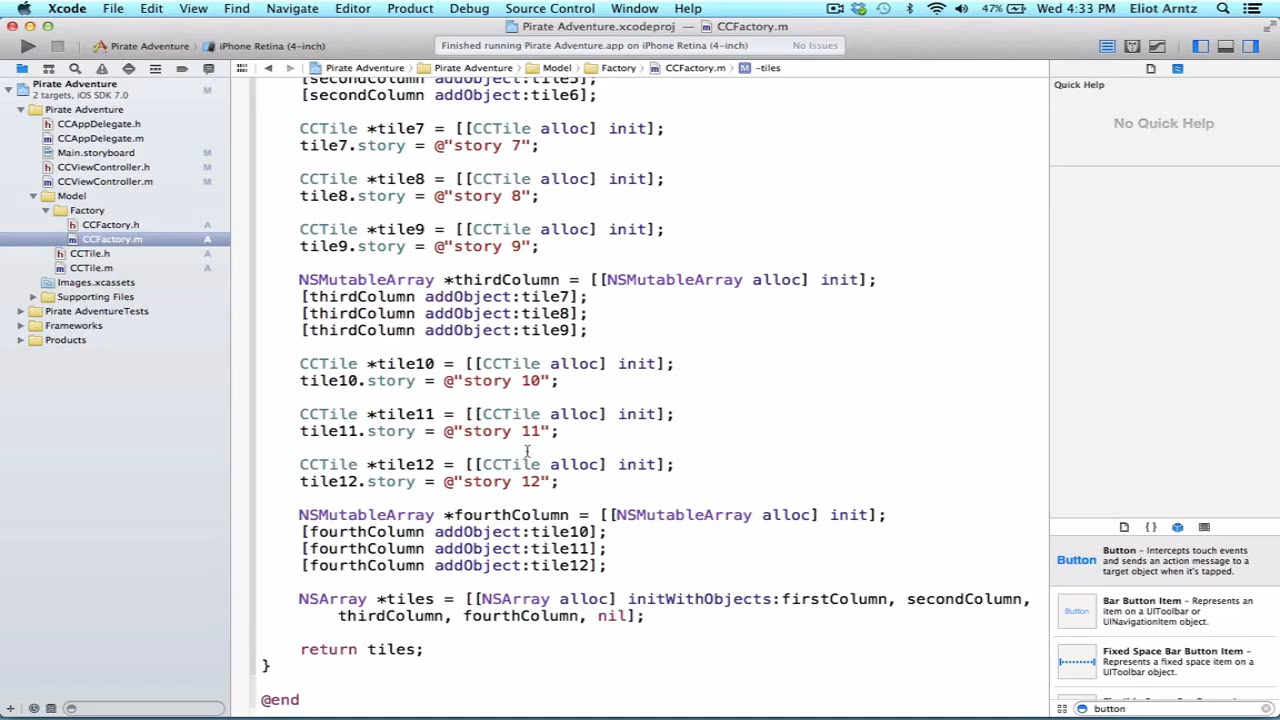 Xcode File Edit View Find Navigate Editor Product Debug Source Control Window Help 47% Wed 4:33 PM Eliot Arntz
Pirate Adventure.xcodeproj — CCFactory.m
Pirate Adventure iPhone Retina (4-inch) Finished running Pirate Adventure.app on iPhone Retina (4-inch) No Issues
Pirate Adventure Pirate Adventure Model Factory CCFactory.m M -tiles
Pirate Adventure M
2 targets, iOS SDK 7.0
Pirate Adventure
CCAppDelegate.h
CCAppDelegate.m
Main.storyboard M
CCViewController.h M
CCViewController.m M
Model
Factory
CCFactory.h A
CCFactory.m A
CCTile.h A
CCTile.m A
Images.xcassets
Supporting Files
Pirate AdventureTests
Frameworks
Products
[secondColumn addObject:tile5];
[secondColumn addObject:tile6];
CCTile *tile7 = [[CCTile alloc] init];
tile7.story = @"story 7";
CCTile *tile8 = [[CCTile alloc] init];
tile8.story = @"story 8";
CCTile *tile9 = [[CCTile alloc] init];
tile9.story = @"story 9";
NSMutableArray *thirdColumn = [[NSMutableArray alloc] init];
[thirdColumn addObject:tile7];
[thirdColumn addObject:tile8];
[thirdColumn addObject:tile9];
CCTile *tile10 = [[CCTile alloc] init];
tile10.story = @"story 10";
CCTile *tile11 = [[CCTile alloc] init];
tile11.story = @"story 11";
CCTile *tile12 = [[CCTile alloc] init];
tile12.story = @"story 12";
NSMutableArray *fourthColumn = [[NSMutableArray alloc] init];
[fourthColumn addObject:tile10];
[fourthColumn addObject:tile11];
[fourthColumn addObject:tile12];
NSArray *tiles = [[NSArray alloc] initWithObjects:firstColumn, secondColumn,
thirdColumn, fourthColumn, nil];
return tiles;
}
@end
Quick Help
No Quick Help
{ }
Button
Button – Intercepts touch events
and sends an action message to a
target object when it's tapped.
Button
Bar Button Item – Represents an
item on a UIToolbar or
UINavigationItem object.
Fixed Space Bar Button Item –
Represents a fixed space item on a
UIToolbar object.
button